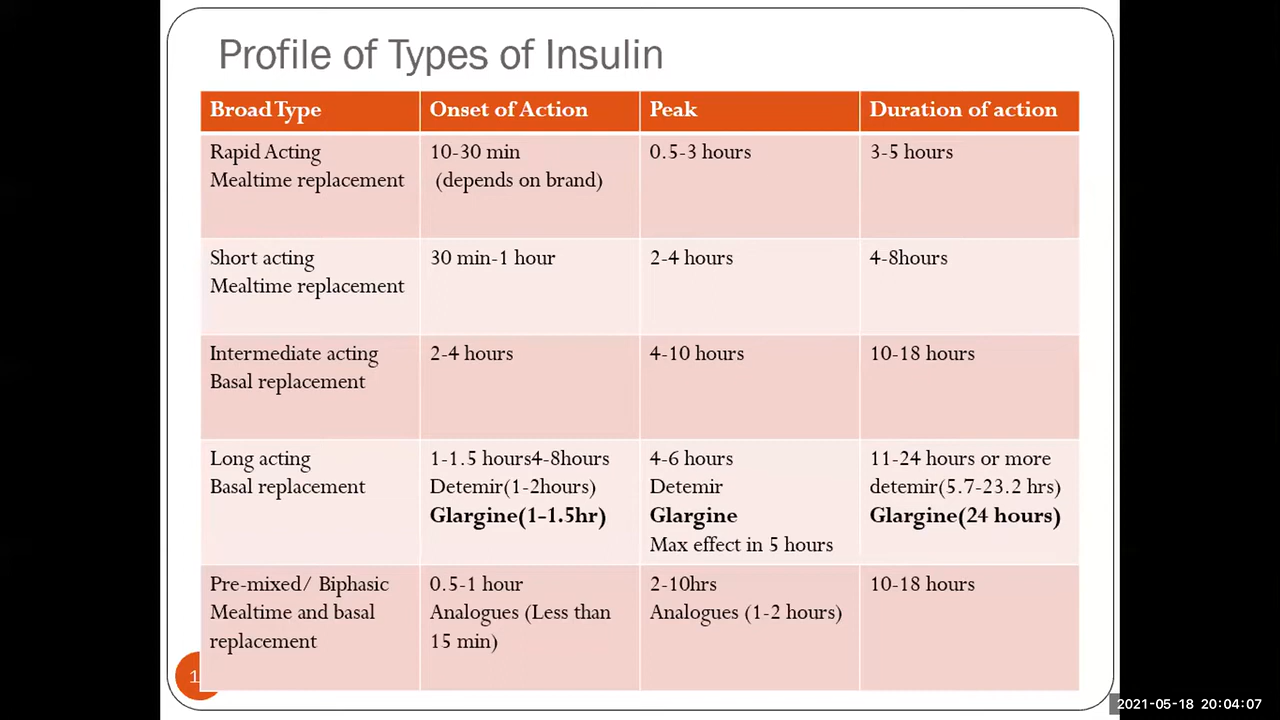 Profile of Types of Insulin
Broad Type Onset of Action Peak Duration of action
Rapid Acting
Mealtime replacement
10-30 min
(depends on brand)
0.5-3 hours
3-5 hours
Short acting
Mealtime replacement
30 min-1 hour
2-4 hours
4-8hours
Intermediate acting
Basal replacement
2-4 hours
4-10 hours
10-18 hours
Long acting
Basal replacement
1-1.5 hours4-8hours
Detemir(1-2hours)
Glargine(1-1.5hr)
4-6 hours
Detemir
Glargine
Max effect in 5 hours
11-24 hours or more
detemir(5.7-23.2 hrs)
Glargine(24 hours)
Pre-mixed/ Biphasic
Mealtime and basal
replacement
0.5-1 hour
Analogues (Less than
15 min)
2-10hrs
Analogues (1-2 hours)
10-18 hours
2021-05-18 20:04:07